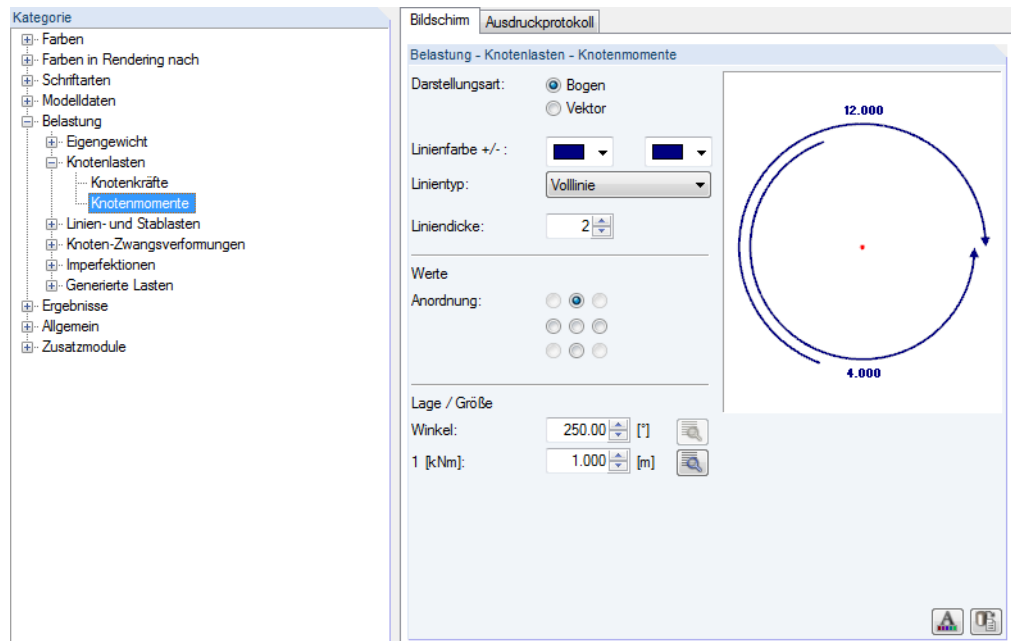 Kategorie
Farben
Farben in Rendering nach
Schriftarten
Modelldaten
Belastung
Eigengewicht
Knotenlasten
Knotenkräfte
Knotenmomente
Linien- und Stablasten
Knoten-Zwangsverformungen
Imperfektionen
Generierte Lasten
Ergebnisse
Allgemein
Zusatzmodule
Bildschirm
Ausdruckprotokoll
Belastung - Knotenlasten - Knotenmomente
Darstellungsart:
Bogen
Vektor
Linienfarbe +/- :
Linientyp:
Volllinie
Liniendicke:
2
Werte
Anordnung:
Lage / Größe
Winkel:
250.00 [°]
1 [kNm]:
1.000 [m]
12.000
4.000
A